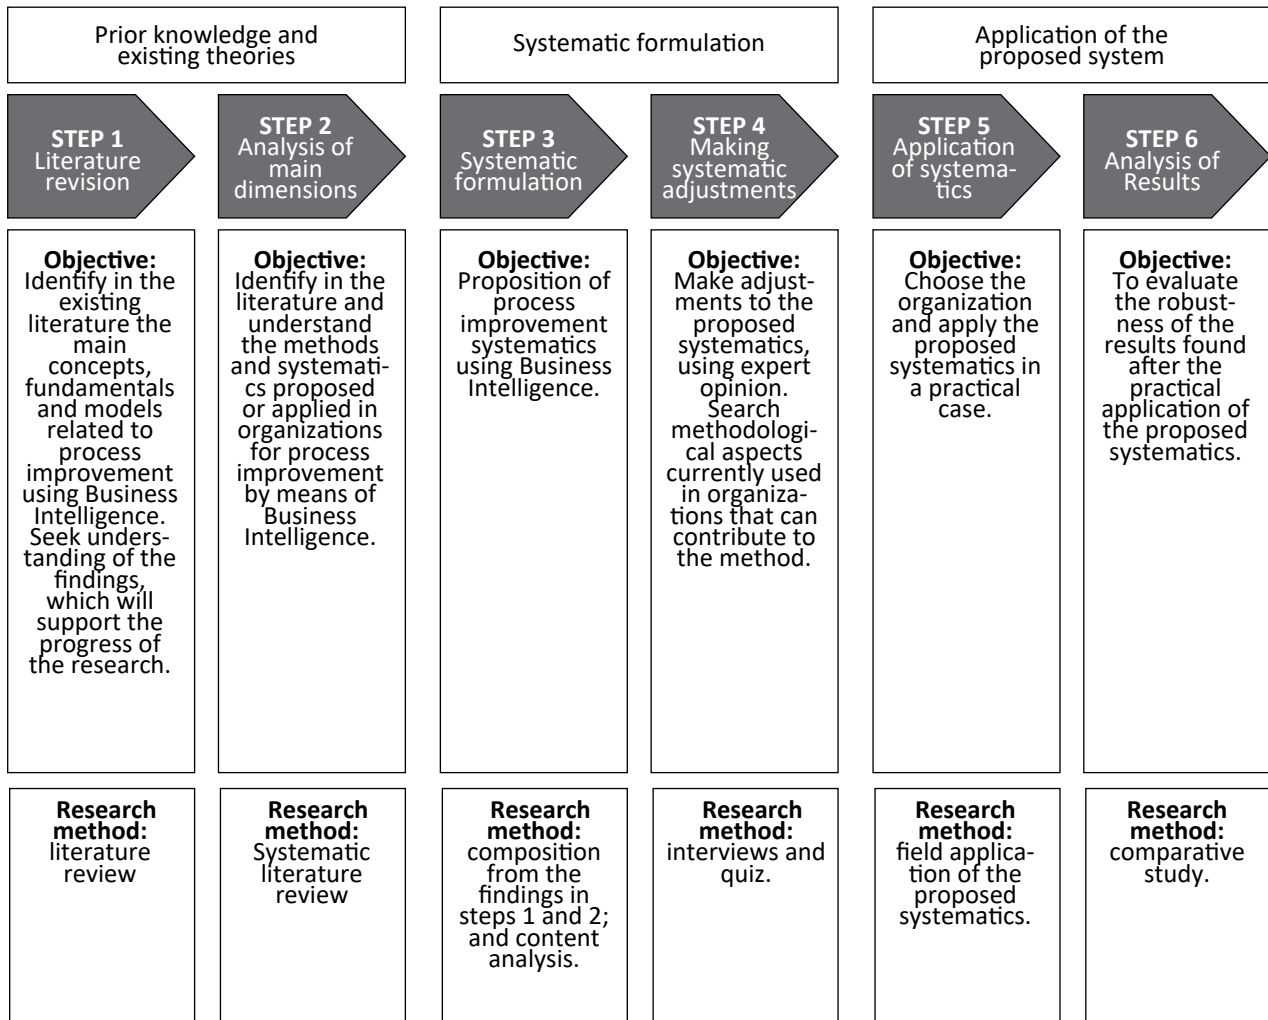 Prior knowledge and
existing theories
Systematic formulation
Application of the
proposed system
STEP 1
Literature
revision
STEP 2
Analysis of
main
dimensions
STEP 3
Systematic
formulation
STEP 4
Making
systematic
adjustments
STEP 5
Application
of systema-
tics
STEP 6
Analysis of
Results
Objective:
Identify in the
existing
literature the
main
concepts,
fundamentals
and models
related to
process
improvement
using Business
Intelligence.
Seek unders-
tanding of the
findings,
which will
support the
progress of
the research.
Objective:
Identify in the
literature and
understand
the methods
and systemati-
cs proposed
or applied in
organizations
for process
improvement
by means of
Business
Intelligence.
Objective:
Proposition of
process
improvement
systematics
using Business
Intelligence.
Objective:
Make adjust-
ments to the
proposed
systematics,
using expert
opinion.
Search
methodologi-
cal aspects
currently used
in organiza-
tions that can
contribute to
the method.
Objective:
Choose the
organization
and apply the
proposed
systematics in
a practical
case.
Objective:
To evaluate
the robust-
ness of the
results found
after the
practical
application of
the proposed
systematics.
Research
method:
literature
review
Research
method:
Systematic
literature
review
Research
method:
composition
from the
findings in
steps 1 and 2;
and content
analysis.
Research
method:
interviews and
quiz.
Research
method:
field applica-
tion of the
proposed
systematics.
Research
method:
comparative
study.